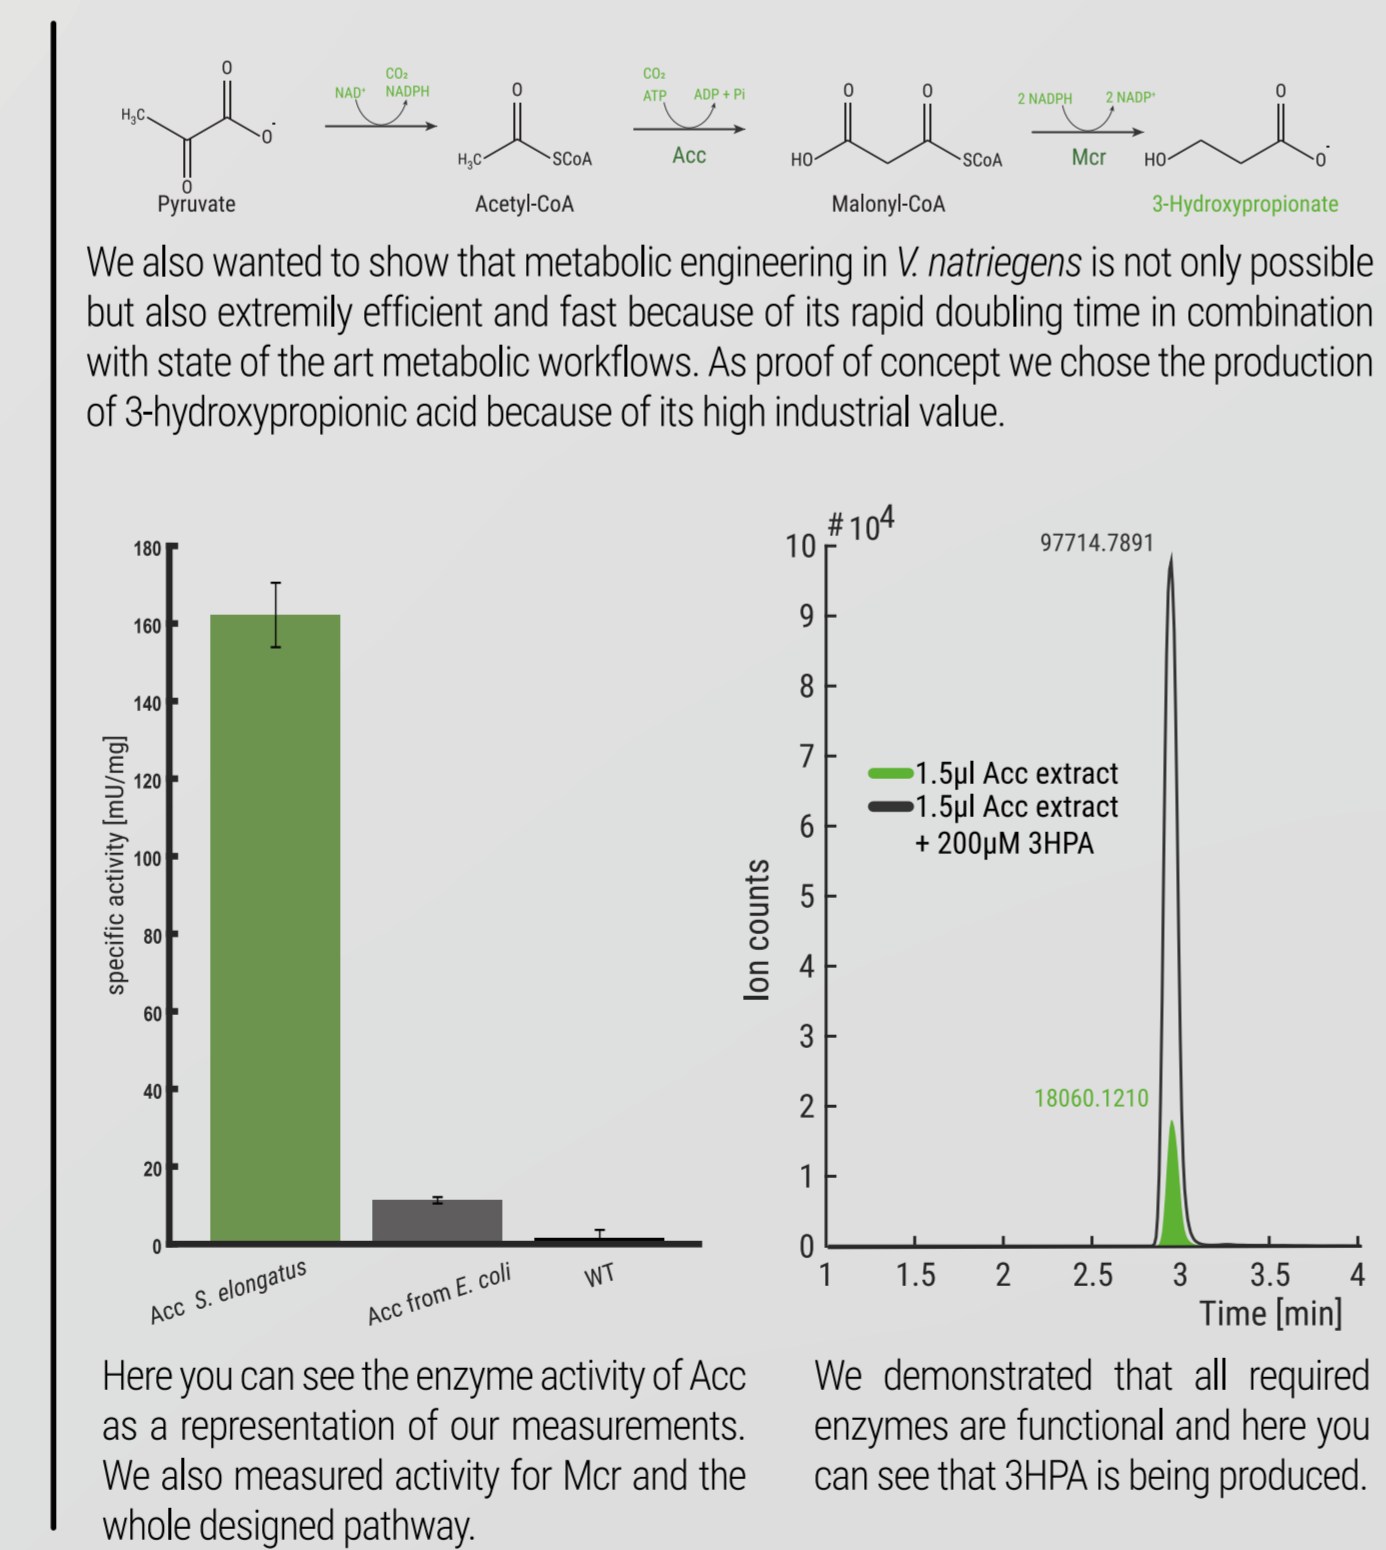 O
H₃C
O⁻
O
Pyruvate
NAD⁺
CO₂
NADPH
O
H₃C
SCoA
Acetyl-CoA
CO₂
ATP
ADP + Pi
Acc
O
O
HO
SCoA
Malonyl-CoA
2 NADPH
2 NADP⁺
Mcr
O
HO
O⁻
3-Hydroxypropionate
We also wanted to show that metabolic engineering in V. natriegens is not only possible
but also extremily efficient and fast because of its rapid doubling time in combination
with state of the art metabolic workflows. As proof of concept we chose the production
of 3-hydroxypropionic acid because of its high industrial value.
specific activity [mU/mg]
180
160
140
120
100
80
60
40
20
0
Acc S. elongatus
Acc from E. coli
WT
Here you can see the enzyme activity of Acc
as a representation of our measurements.
We also measured activity for Mcr and the
whole designed pathway.
# 10⁴
Ion counts
10
9
8
7
6
5
4
3
2
1
0
97714.7891
1.5µl Acc extract
1.5µl Acc extract
+ 200µM 3HPA
18060.1210
1
1.5
2
2.5
3
3.5
4
Time [min]
We demonstrated that all required
enzymes are functional and here you
can see that 3HPA is being produced.